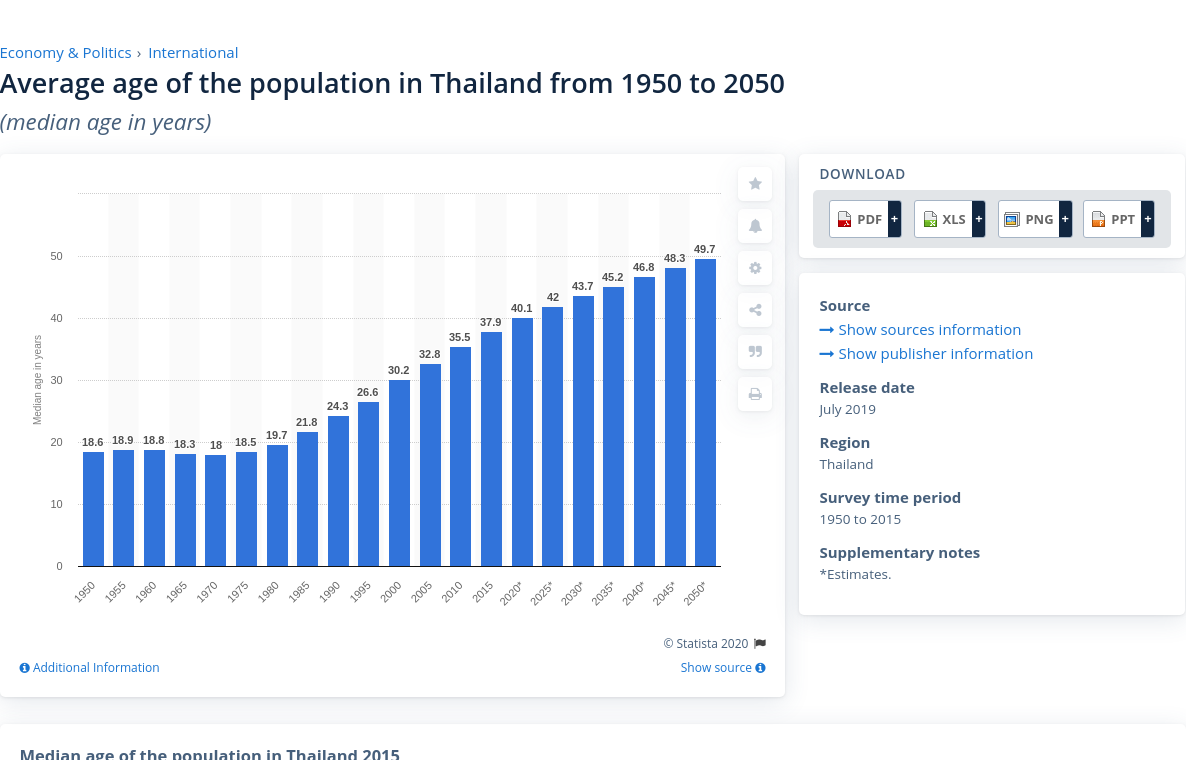 Economy & Politics › International
Average age of the population in Thailand from 1950 to 2050
(median age in years)
Median age in years
50
40
30
20
10
0
18.6 18.9 18.8 18.3 18 18.5 19.7 21.8 24.3 26.6 30.2 32.8 35.5 37.9 40.1 42 43.7 45.2 46.8 48.3 49.7
1950 1955 1960 1965 1970 1975 1980 1985 1990 1995 2000 2005 2010 2015 2020* 2025* 2030* 2035* 2040* 2045* 2050*
© Statista 2020
Additional Information
Show source
DOWNLOAD
PDF + XLS + PNG + PPT +
Source
Show sources information
Show publisher information
Release date
July 2019
Region
Thailand
Survey time period
1950 to 2015
Supplementary notes
*Estimates.
Median age of the population in Thailand 2015